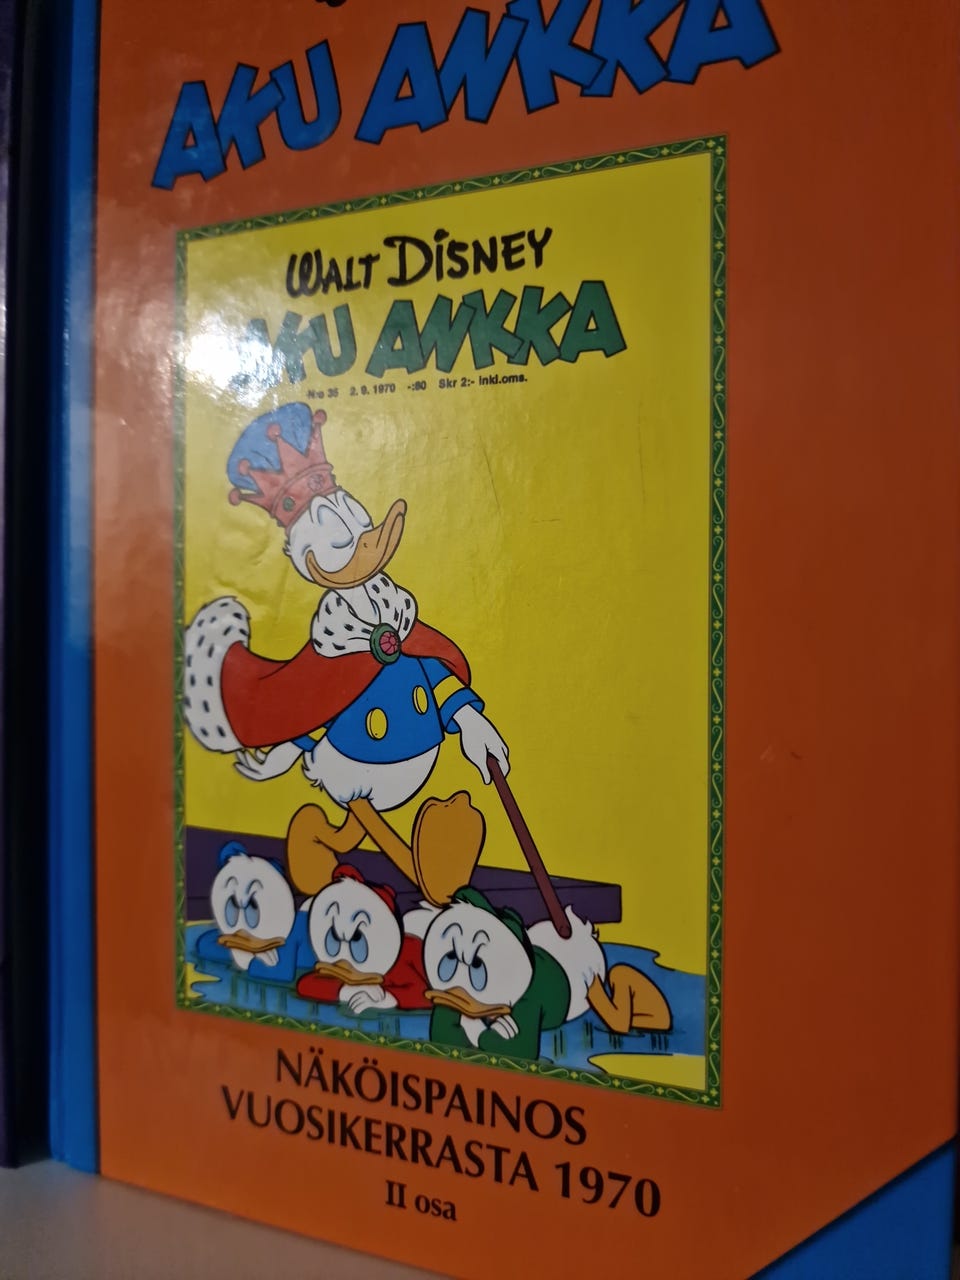 AKU ANKKA
WALT DISNEY
AKU ANKKA
N:o 35 2. 9. 1970 -:80 Skr 2:- inkl.oms.
NÄKÖISPAINOS
VUOSIKERRASTA 1970
II osa